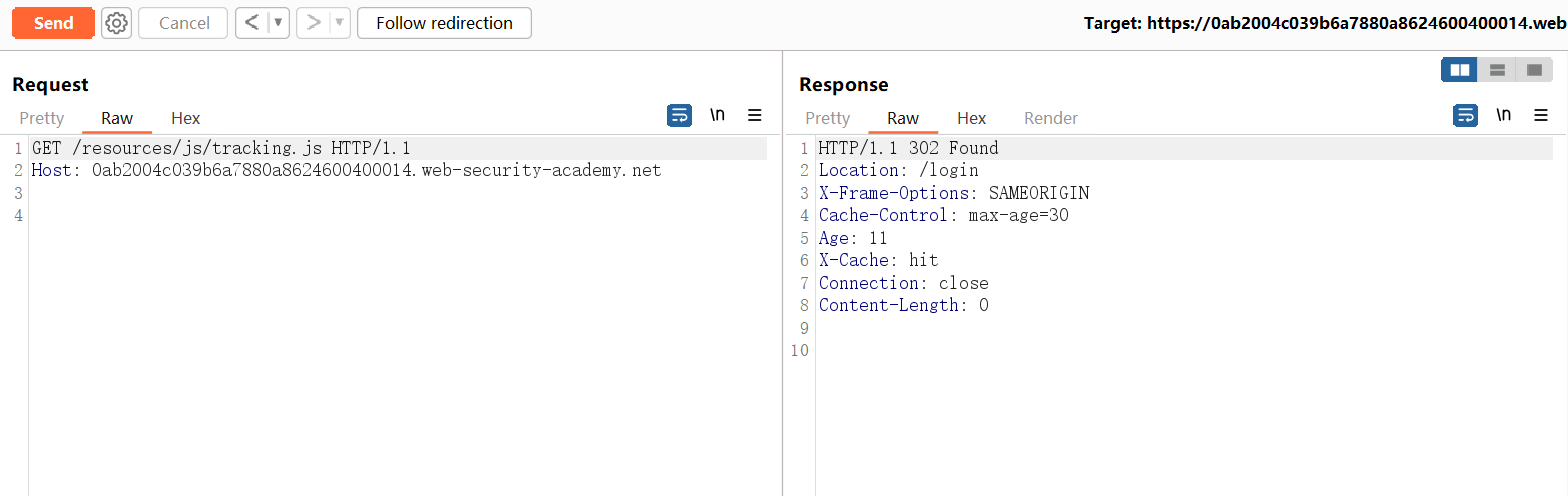 Send Cancel < > Follow redirection Target: https://0ab2004c039b6a7880a8624600400014.web
Request
Pretty Raw Hex \n
1 GET /resources/js/tracking.js HTTP/1.1
2 Host: 0ab2004c039b6a7880a8624600400014.web-security-academy.net
3
4
Response
Pretty Raw Hex Render \n
1 HTTP/1.1 302 Found
2 Location: /login
3 X-Frame-Options: SAMEORIGIN
4 Cache-Control: max-age=30
5 Age: 11
6 X-Cache: hit
7 Connection: close
8 Content-Length: 0
9
10